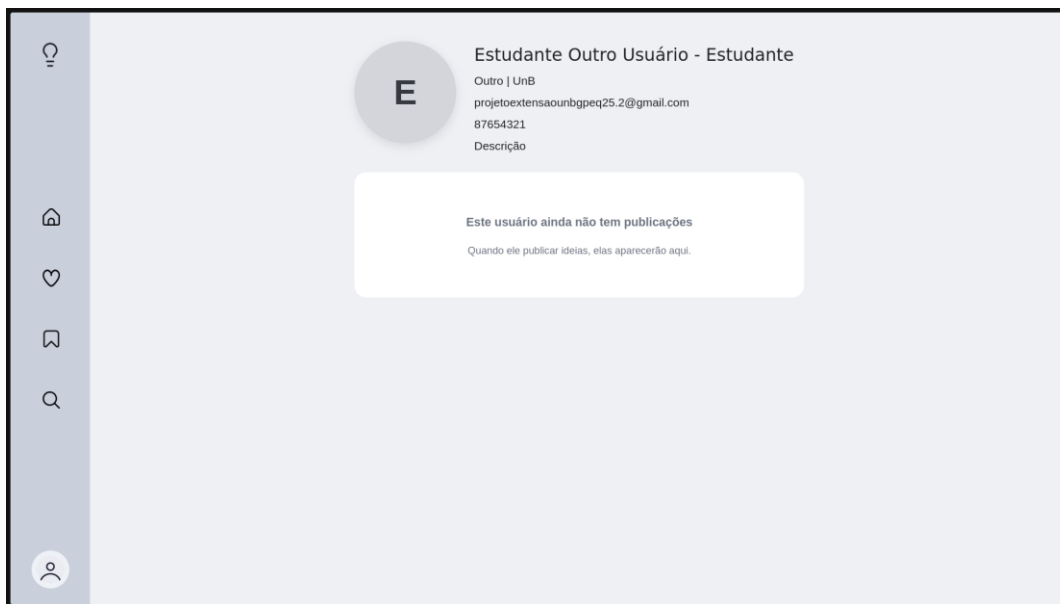 E
Estudante Outro Usuário - Estudante
Outro | UnB
projetoextensaounbgpeq25.2@gmail.com
87654321
Descrição
Este usuário ainda não tem publicações
Quando ele publicar ideias, elas aparecerão aqui.